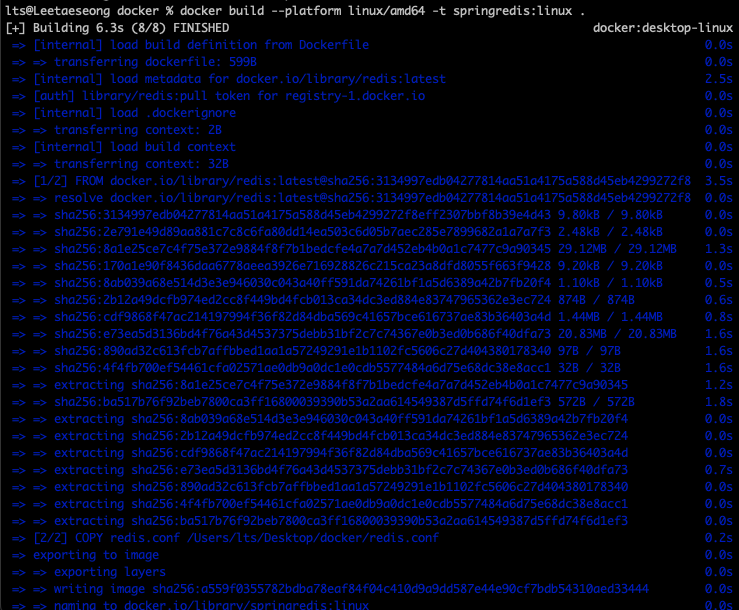 lts@Leetaeseong docker % docker build --platform linux/amd64 -t springredis:linux .
[+] Building 6.3s (8/8) FINISHED docker:desktop-linux
=> [internal] load build definition from Dockerfile 0.0s
=> => transferring dockerfile: 599B 0.0s
=> [internal] load metadata for docker.io/library/redis:latest 2.5s
=> [auth] library/redis:pull token for registry-1.docker.io 0.0s
=> [internal] load .dockerignore 0.0s
=> => transferring context: 2B 0.0s
=> [internal] load build context 0.0s
=> => transferring context: 32B 0.0s
=> [1/2] FROM docker.io/library/redis:latest@sha256:3134997edb04277814aa51a4175a588d45eb4299272f8 3.5s
=> => resolve docker.io/library/redis:latest@sha256:3134997edb04277814aa51a4175a588d45eb4299272f8 0.0s
=> => sha256:3134997edb04277814aa51a4175a588d45eb4299272f8eff2307bbf8b39e4d43 9.80kB / 9.80kB 0.0s
=> => sha256:2e791e49d89aa881c7c8c6fa80dd14ea503c6d05b7aec285e7899682a1a7a7f3 2.48kB / 2.48kB 0.0s
=> => sha256:8a1e25ce7c4f75e372e9884f8f7b1bedcfe4a7a7d452eb4b0a1c7477c9a90345 29.12MB / 29.12MB 1.3s
=> => sha256:170a1e90f8436daa6778aeea3926e716928826c215ca23a8dfd8055f663f9428 9.20kB / 9.20kB 0.0s
=> => sha256:8ab039a68e514d3e3e946030c043a40ff591da74261bf1a5d6389a42b7fb20f4 1.10kB / 1.10kB 0.5s
=> => sha256:2b12a49dcfb974ed2cc8f449bd4fcb013ca34dc3ed884e83747965362e3ec724 874B / 874B 0.6s
=> => sha256:cdf9868f47ac214197994f36f82d84dba569c41657bce616737ae83b36403a4d 1.44MB / 1.44MB 0.8s
=> => sha256:e73ea5d3136bd4f76a43d4537375debb31bf2c7c74367e0b3ed0b686f40dfa73 20.83MB / 20.83MB 1.6s
=> => sha256:890ad32c613fcb7affbbed1aa1a57249291e1b1102fc5606c27d404380178340 97B / 97B 1.6s
=> => sha256:4f4fb700ef54461cfa02571ae0db9a0dc1e0cdb5577484a6d75e68dc38e8acc1 32B / 32B 1.6s
=> => extracting sha256:8a1e25ce7c4f75e372e9884f8f7b1bedcfe4a7a7d452eb4b0a1c7477c9a90345 1.2s
=> => sha256:ba517b76f92beb7800ca3ff16800039390b53a2aa614549387d5ffd74f6d1ef3 572B / 572B 1.8s
=> => extracting sha256:8ab039a68e514d3e3e946030c043a40ff591da74261bf1a5d6389a42b7fb20f4 0.0s
=> => extracting sha256:2b12a49dcfb974ed2cc8f449bd4fcb013ca34dc3ed884e83747965362e3ec724 0.0s
=> => extracting sha256:cdf9868f47ac214197994f36f82d84dba569c41657bce616737ae83b36403a4d 0.0s
=> => extracting sha256:e73ea5d3136bd4f76a43d4537375debb31bf2c7c74367e0b3ed0b686f40dfa73 0.7s
=> => extracting sha256:890ad32c613fcb7affbbed1aa1a57249291e1b1102fc5606c27d404380178340 0.0s
=> => extracting sha256:4f4fb700ef54461cfa02571ae0db9a0dc1e0cdb5577484a6d75e68dc38e8acc1 0.0s
=> => extracting sha256:ba517b76f92beb7800ca3ff16800039390b53a2aa614549387d5ffd74f6d1ef3 0.0s
=> [2/2] COPY redis.conf /Users/lts/Desktop/docker/redis.conf 0.2s
=> exporting to image 0.0s
=> => exporting layers 0.0s
=> => writing image sha256:a559f0355782bdba78eaf84f04c410d9a9dd587e44e90cf7bdb54310aed33444 0.0s
=> => naming to docker.io/library/springredis:linux 0.0s